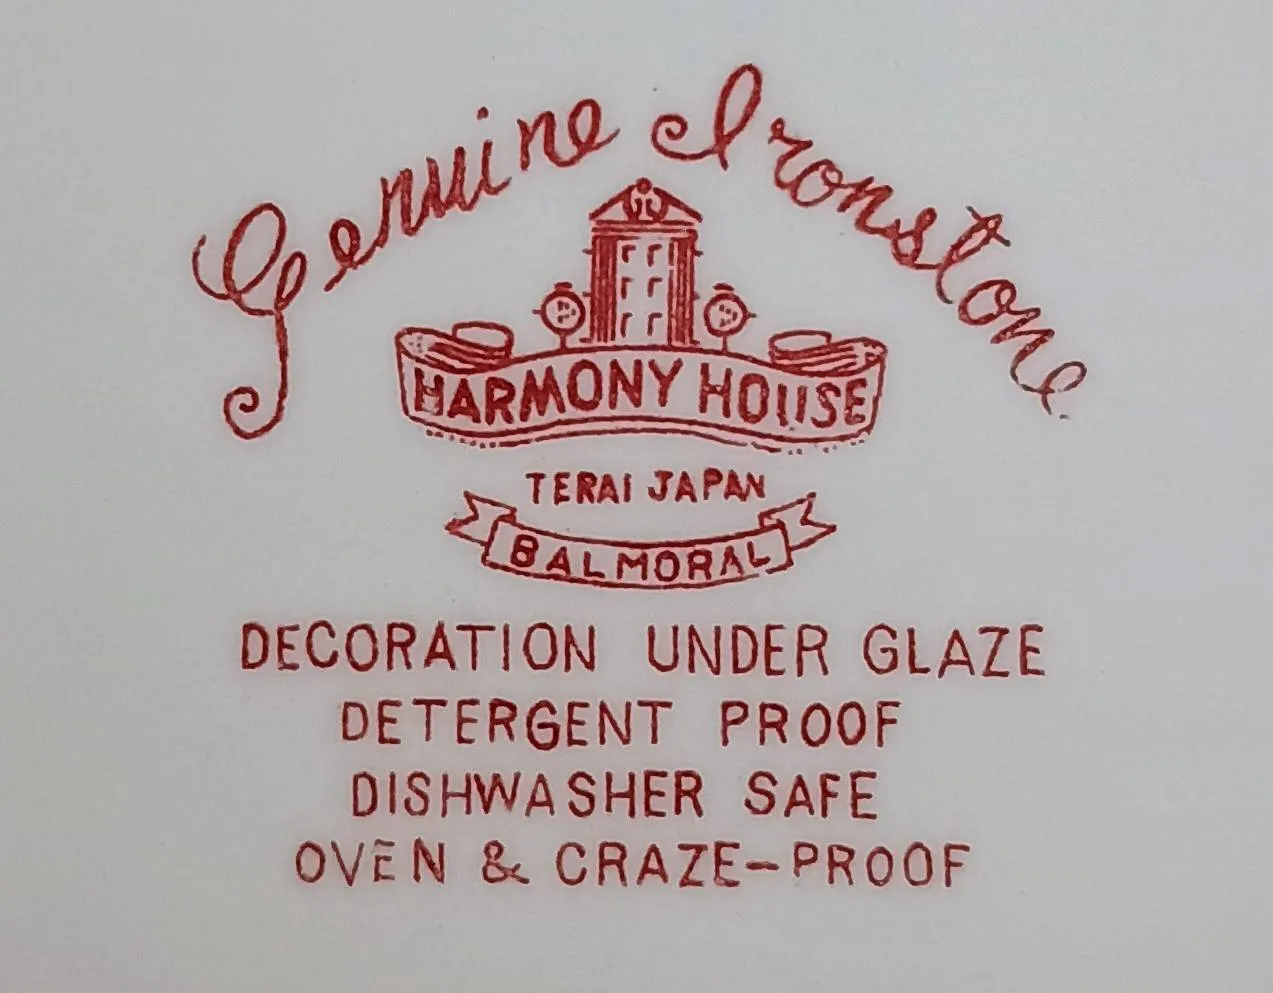 Genuine Ironstone
HARMONY HOUSE
TERAI JAPAN
BALMORAL
DECORATION UNDER GLAZE
DETERGENT PROOF
DISHWASHER SAFE
OVEN & CRAZE-PROOF